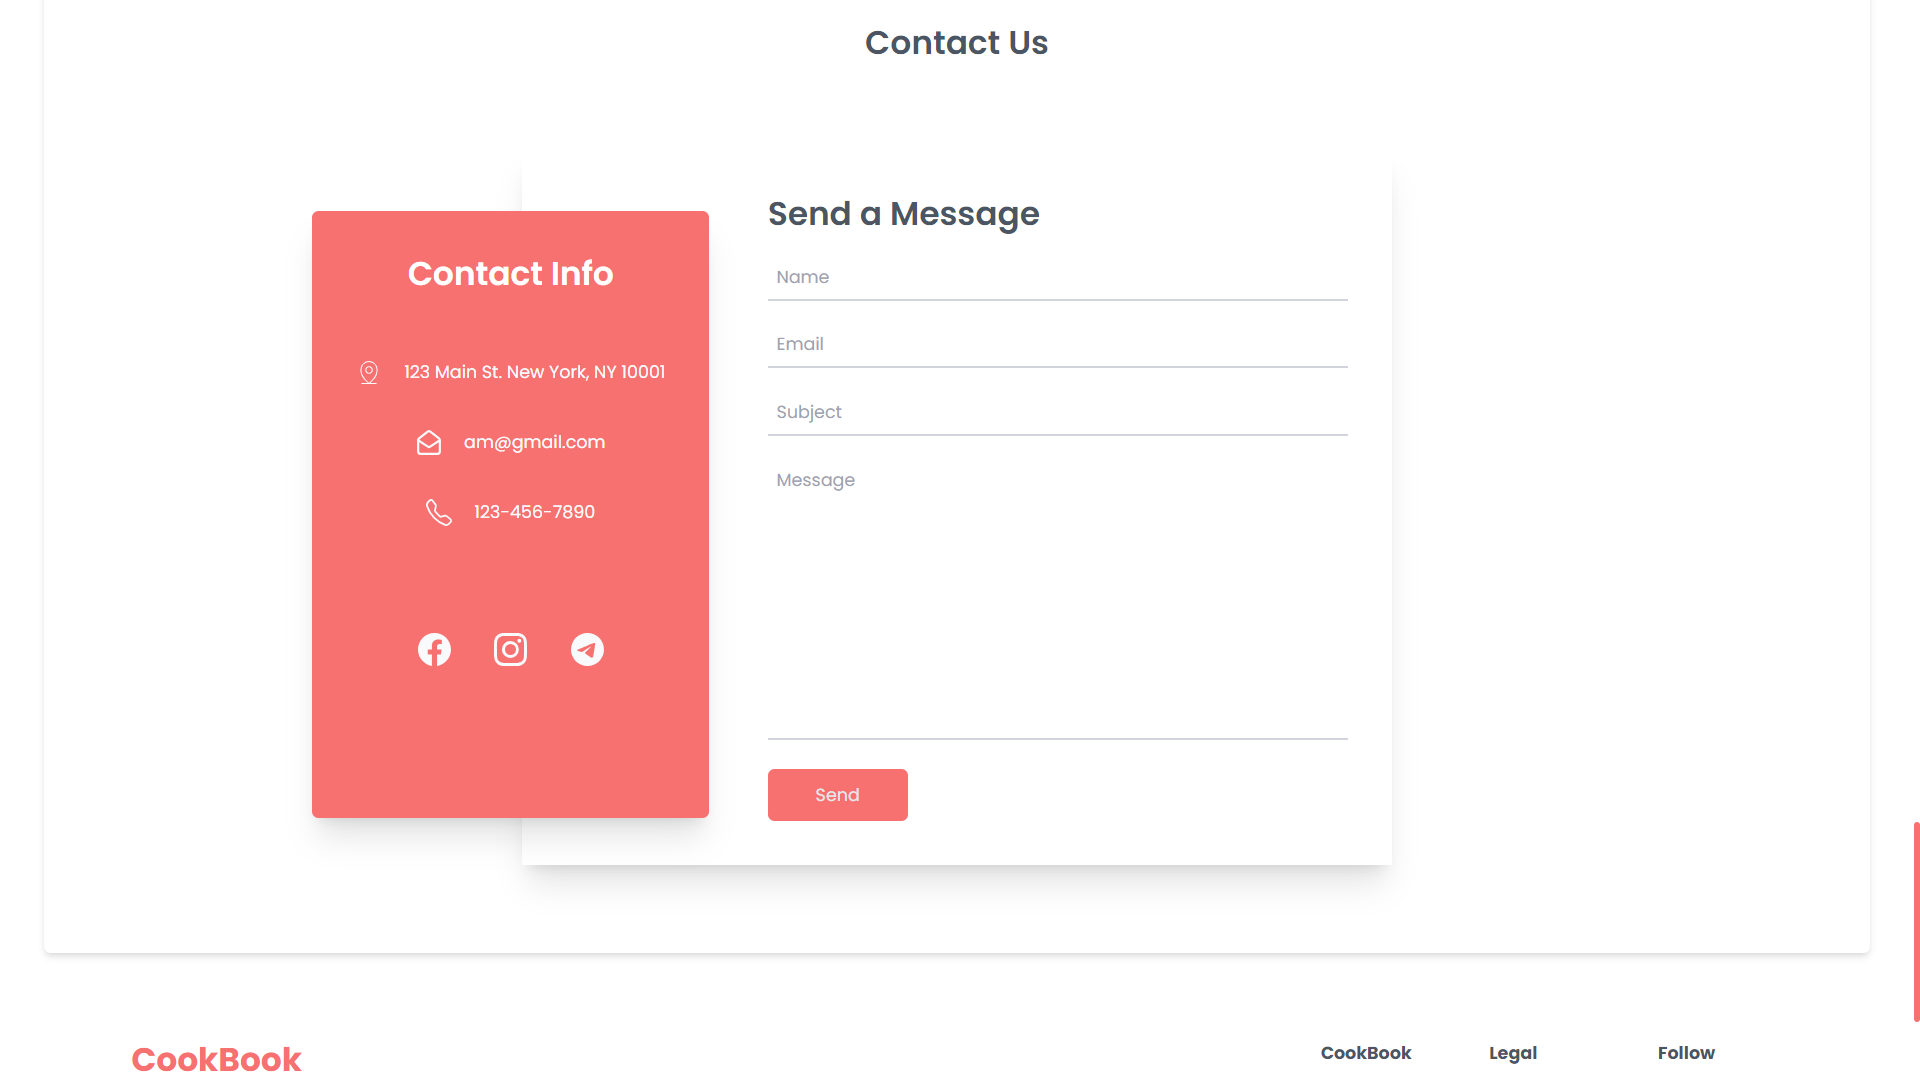 Contact Us
Contact Info
123 Main St. New York, NY 10001
am@gmail.com
123-456-7890
Send a Message
Name
Email
Subject
Message
Send
CookBook
CookBook
Legal
Follow